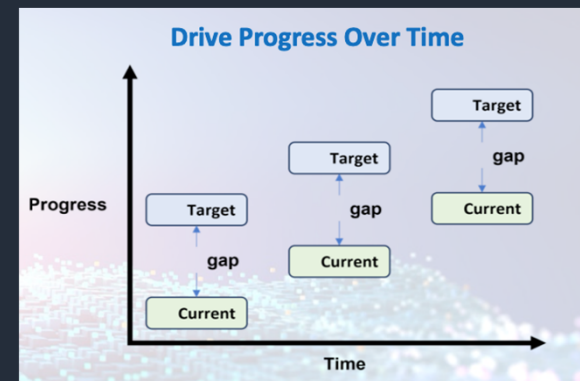 Drive Progress Over Time
Target
gap
Current
Target
gap
Current
Target
gap
Current
Progress
Time